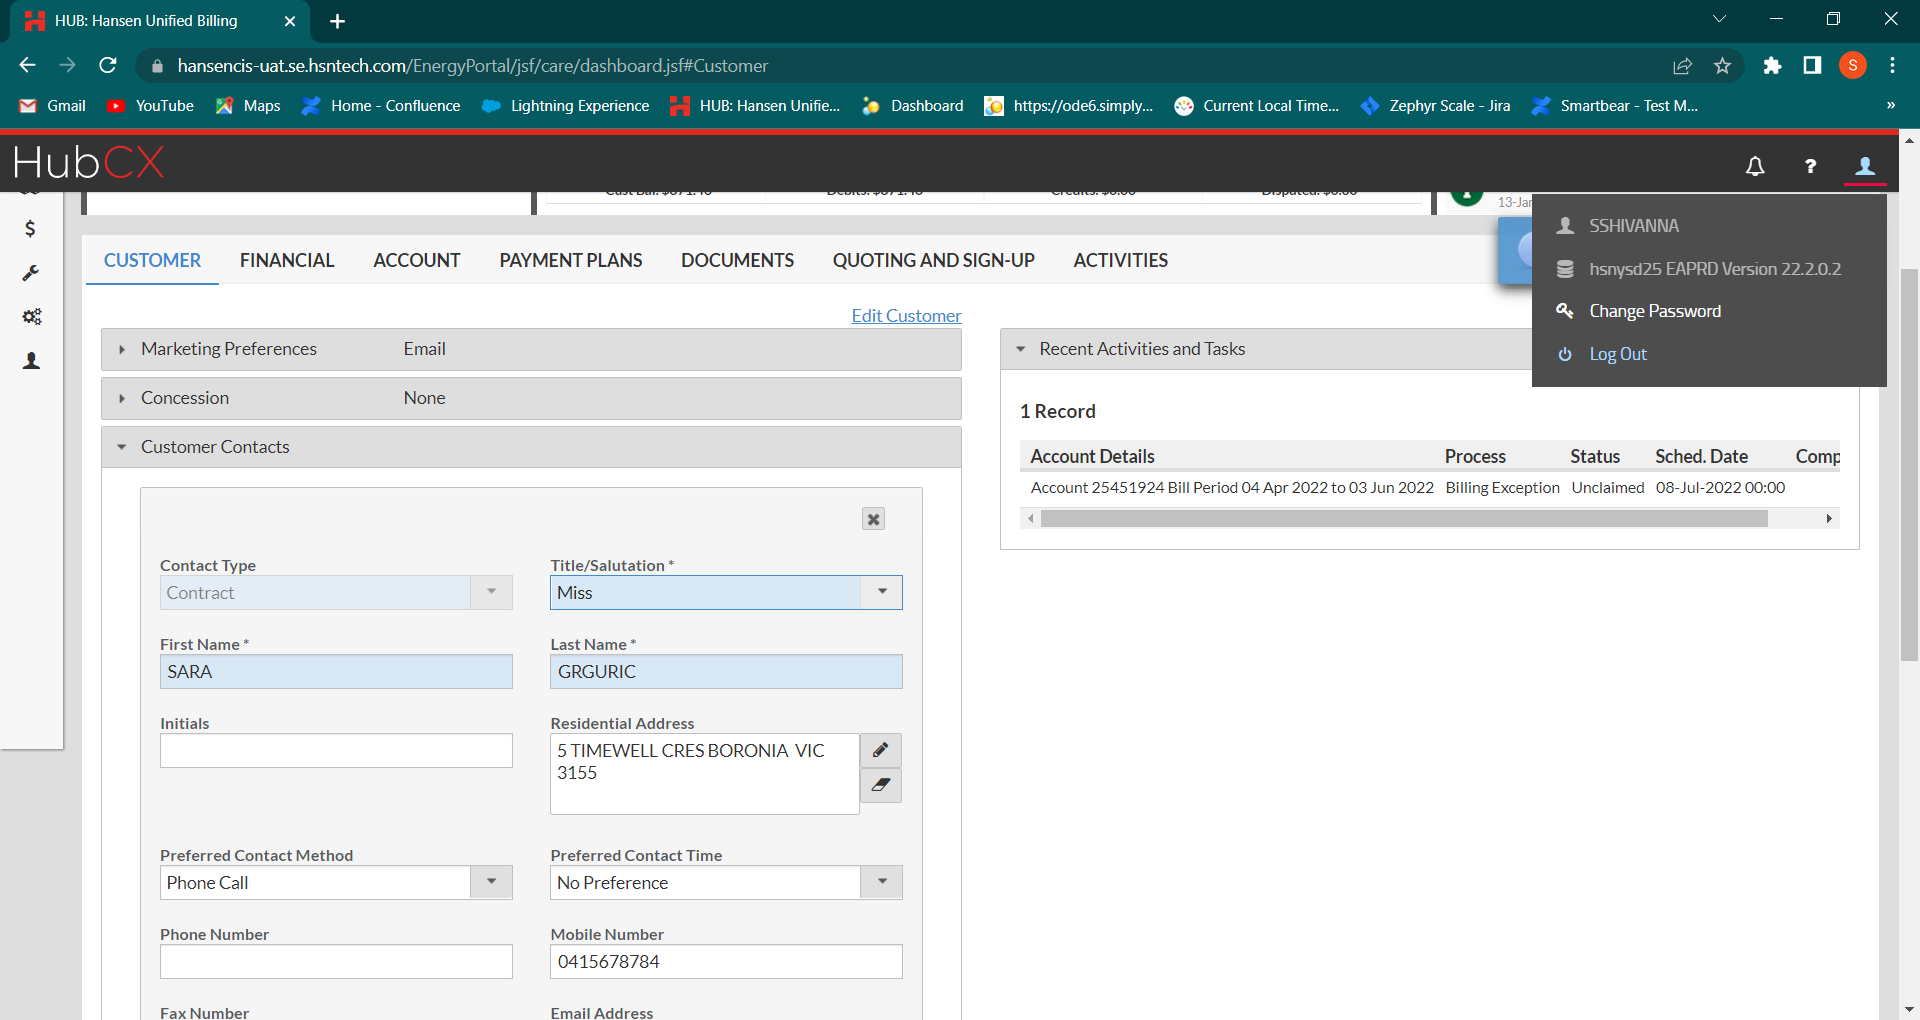 HUB: Hansen Unified Billing
hansencis-uat.se.hsntech.com/EnergyPortal/jsf/care/dashboard.jsf#Customer
S
Gmail
YouTube
Maps
Home - Confluence
Lightning Experience
HUB: Hansen Unifie...
Dashboard
https://ode6.simply...
Current Local Time...
Zephyr Scale - Jira
Smartbear - Test M...
»
HubCX
?
13-Jan
SSHIVANNA
hsnysd25 EAPRD Version 22.2.0.2
Change Password
Log Out
$
CUSTOMER
FINANCIAL
ACCOUNT
PAYMENT PLANS
DOCUMENTS
QUOTING AND SIGN-UP
ACTIVITIES
Edit Customer
Marketing Preferences Email
Concession None
Customer Contacts
Contact Type
Contract
Title/Salutation *
Miss
First Name *
SARA
Last Name *
GRGURIC
Initials
Residential Address
5 TIMEWELL CRES BORONIA  VIC
3155
Preferred Contact Method
Phone Call
Preferred Contact Time
No Preference
Phone Number
Mobile Number
0415678784
Fax Number
Email Address
Recent Activities and Tasks
1 Record
Account Details Process Status Sched. Date Comp
Account 25451924 Bill Period 04 Apr 2022 to 03 Jun 2022 Billing Exception Unclaimed 08-Jul-2022 00:00